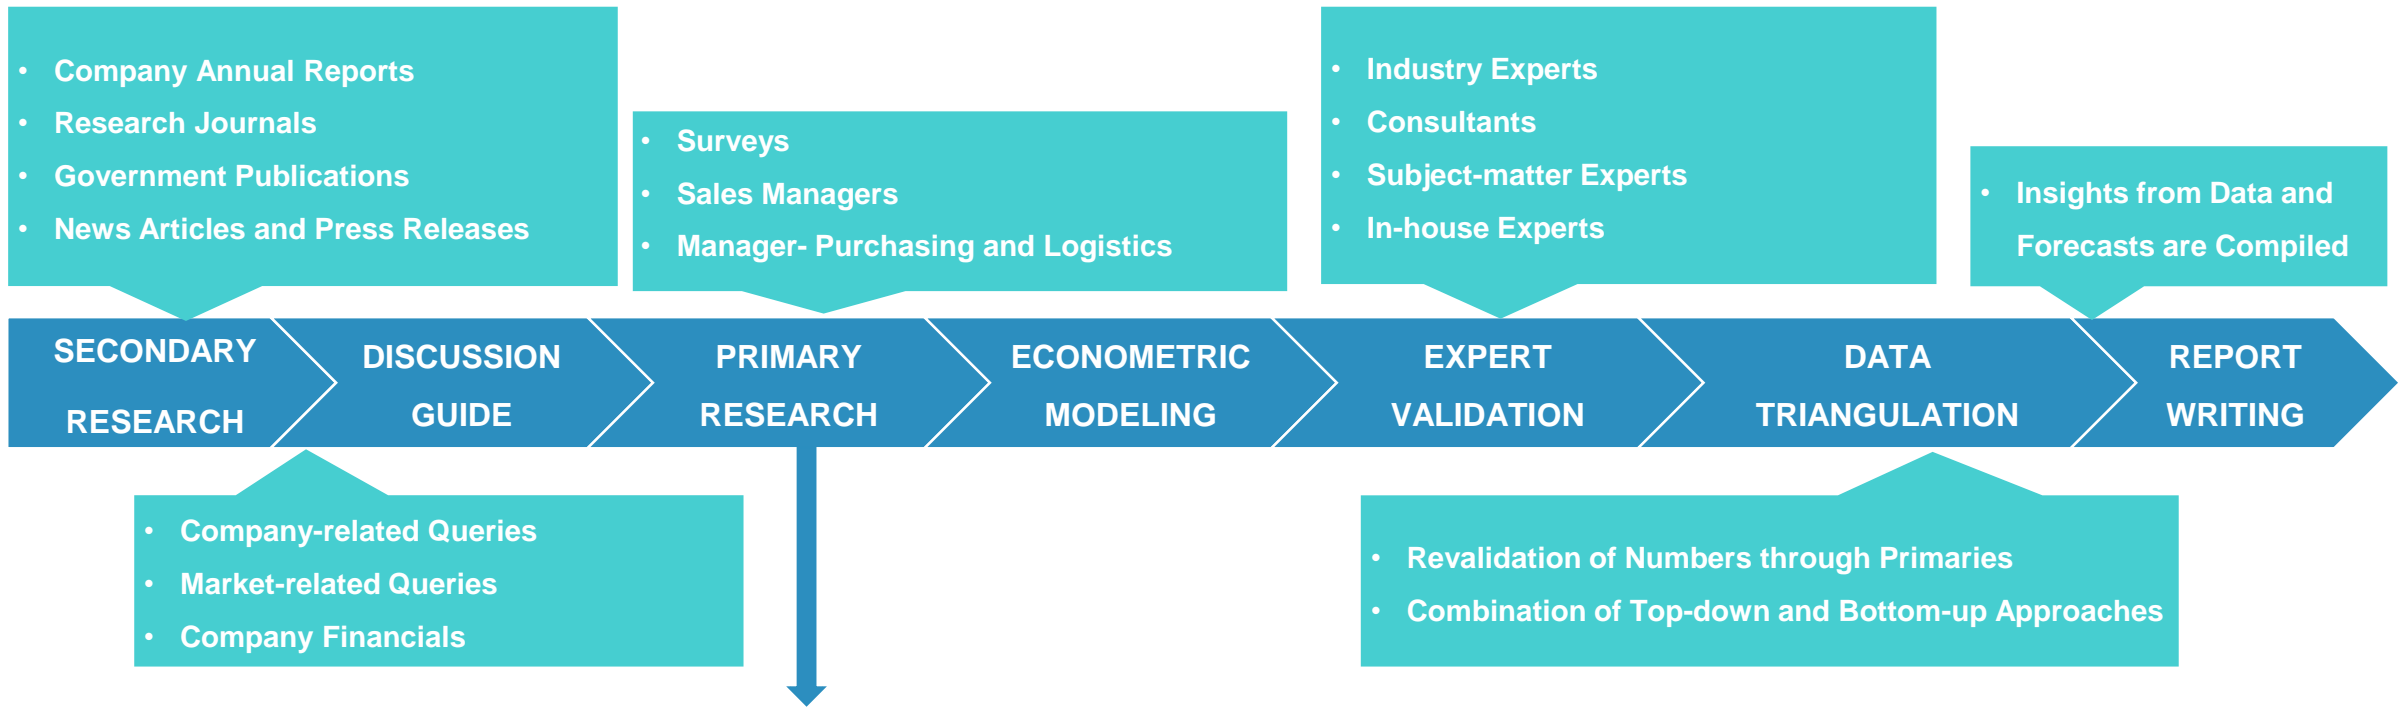 • Company Annual Reports
• Research Journals
• Government Publications
• News Articles and Press Releases
• Surveys
• Sales Managers
• Manager- Purchasing and Logistics
• Industry Experts
• Consultants
• Subject-matter Experts
• In-house Experts
• Insights from Data and
Forecasts are Compiled
SECONDARY
RESEARCH
DISCUSSION
GUIDE
PRIMARY
RESEARCH
ECONOMETRIC
MODELING
EXPERT
VALIDATION
DATA
TRIANGULATION
REPORT
WRITING
• Company-related Queries
• Market-related Queries
• Company Financials
• Revalidation of Numbers through Primaries
• Combination of Top-down and Bottom-up Approaches